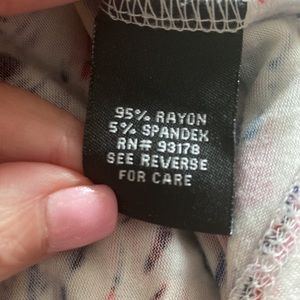 95% RAYON
5% SPANDEX
RN# 93178
SEE REVERSE
FOR CARE